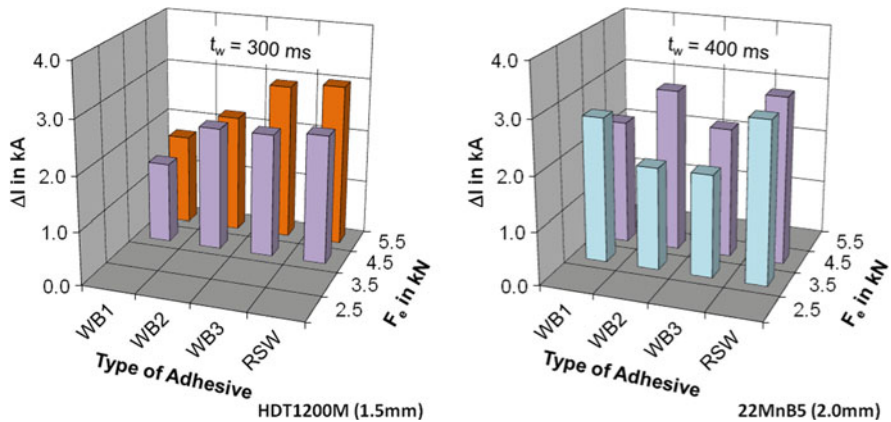 t_w = 300 ms
4.0
3.0
2.0
1.0
0.0
ΔI in kA
WB1
WB2
WB3
RSW
Type of Adhesive
5.5
4.5
3.5
2.5
F_e in kN
HDT1200M (1.5mm)
t_w = 400 ms
4.0
3.0
2.0
1.0
0.0
ΔI in kA
WB1
WB2
WB3
RSW
Type of Adhesive
5.5
4.5
3.5
2.5
F_e in kN
22MnB5 (2.0mm)